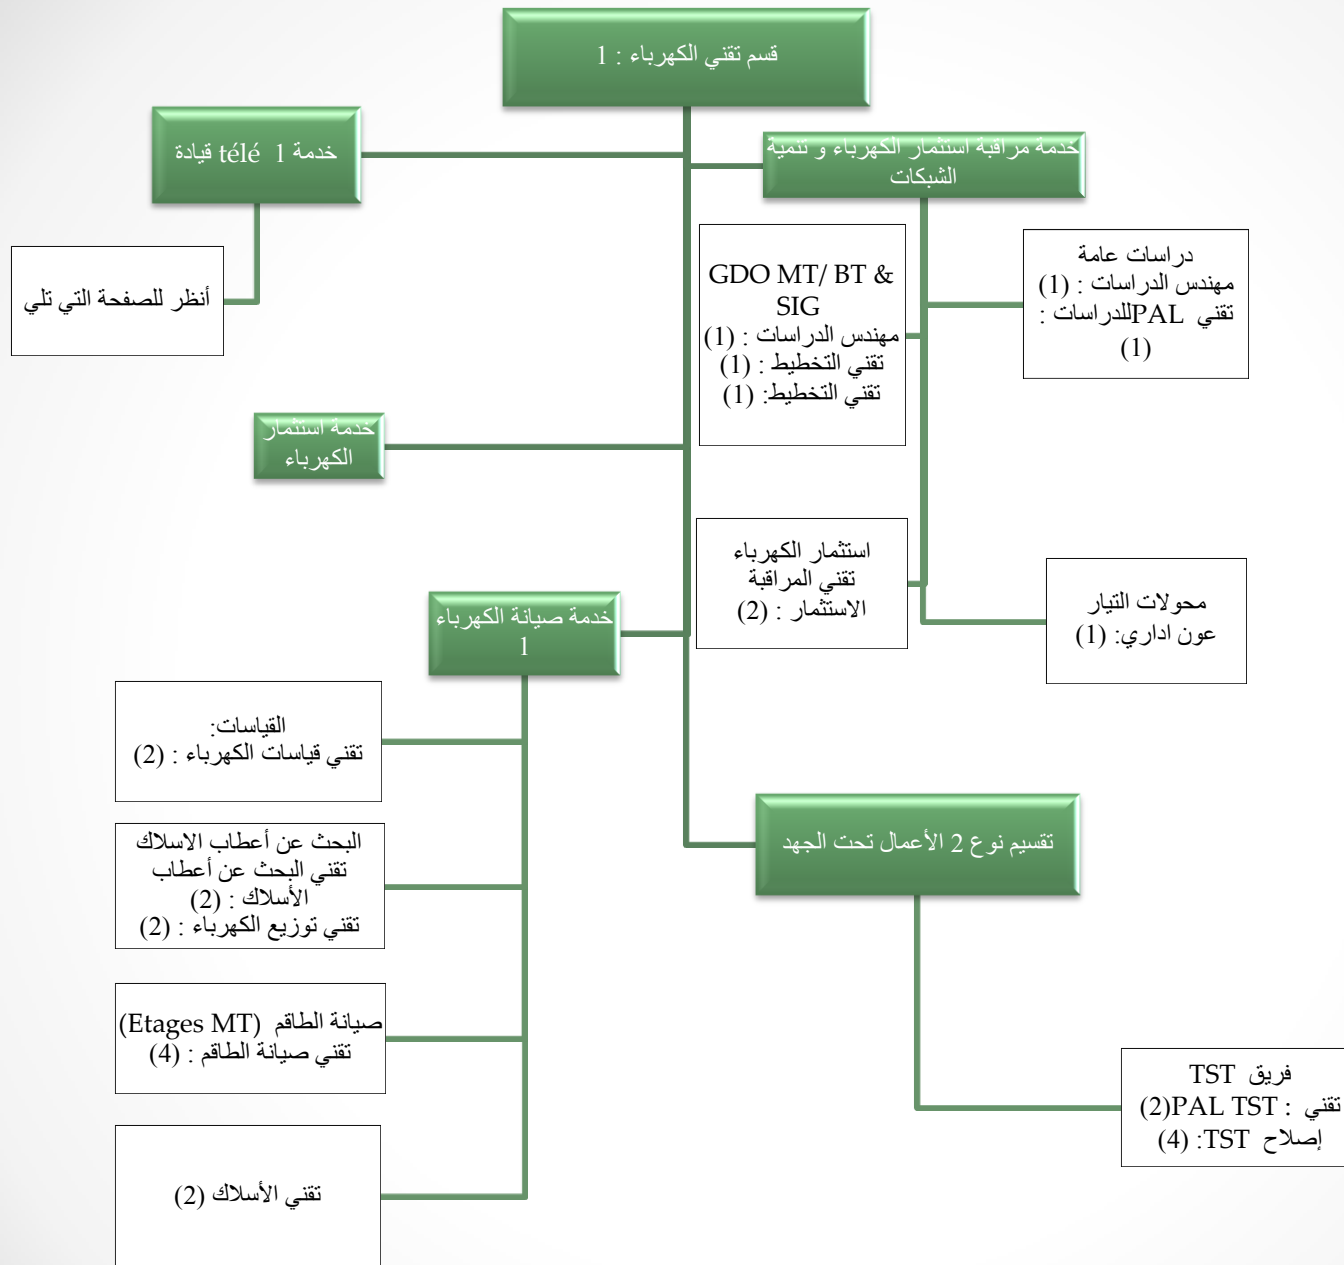 قسم تقني الكهرباء : 1
خدمة مراقبة استثمار الكهرباء و تنمية
الشبكات
خدمة 1 télé قيادة
أنظر للصفحة التي تلي
دراسات عامة
مهندس الدراسات : (1)
تقني PALللدراسات :
(1)
GDO MT/ BT &
SIG
مهندس الدراسات : (1)
تقني التخطيط : (1)
تقني التخطيط: (1)
خدمة استثمار
الكهرباء
استثمار الكهرباء
تقني المراقبة
الاستثمار : (2)
محولات التيار
عون اداري: (1)
خدمة صيانة الكهرباء
1
القياسات:
تقني قياسات الكهرباء : (2)
البحث عن أعطاب الاسلاك
تقني البحث عن أعطاب
الأسلاك : (2)
تقني توزيع الكهرباء : (2)
صيانة الطاقم (Etages MT)
تقني صيانة الطاقم : (4)
تقني الأسلاك (2)
تقسيم نوع 2 الأعمال تحت الجهد
فريق TST
تقني PAL TST : (2)
إصلاح TST: (4)